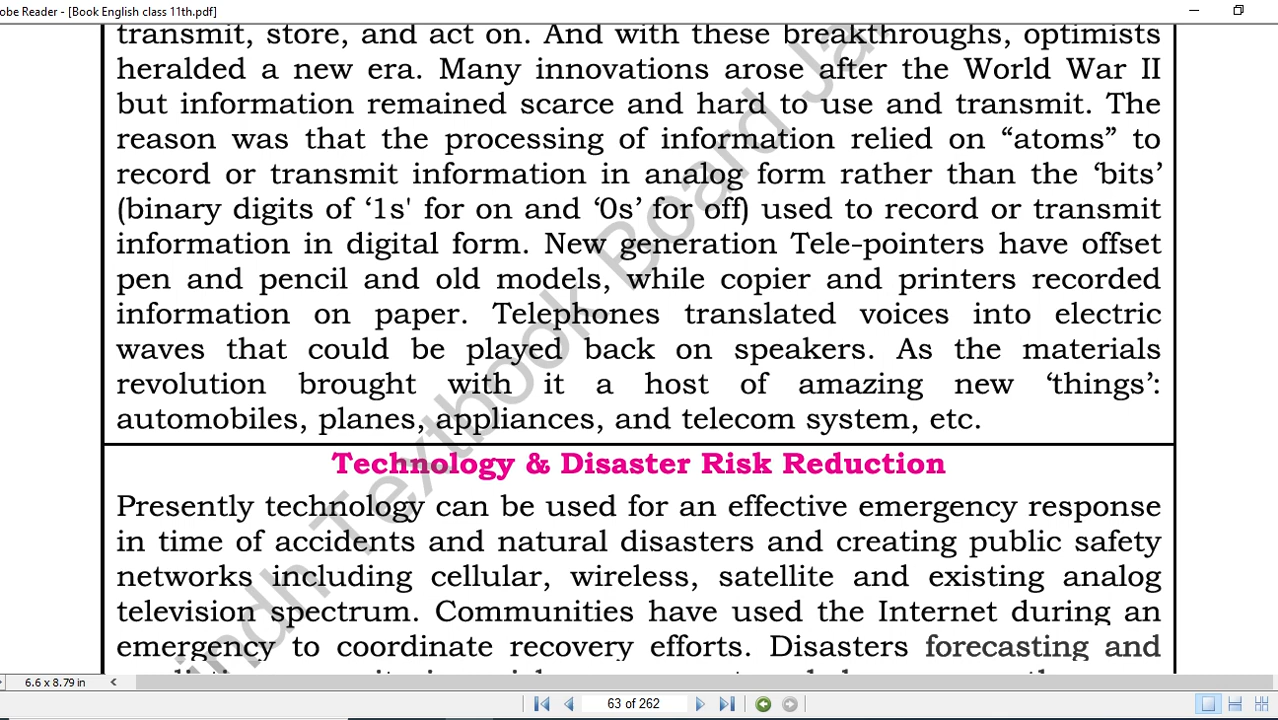 obe Reader - [Book English class 11th.pdf]
transmit, store, and act on. And with these breakthroughs, optimists
heralded a new era. Many innovations arose after the World War II
but information remained scarce and hard to use and transmit. The
reason was that the processing of information relied on “atoms” to
record or transmit information in analog form rather than the ‘bits’
(binary digits of ‘1s' for on and ‘0s’ for off) used to record or transmit
information in digital form. New generation Tele-pointers have offset
pen and pencil and old models, while copier and printers recorded
information on paper. Telephones translated voices into electric
waves that could be played back on speakers. As the materials
revolution brought with it a host of amazing new ‘things’:
automobiles, planes, appliances, and telecom system, etc.
Technology & Disaster Risk Reduction
Presently technology can be used for an effective emergency response
in time of accidents and natural disasters and creating public safety
networks including cellular, wireless, satellite and existing analog
television spectrum. Communities have used the Internet during an
emergency to coordinate recovery efforts. Disasters forecasting and
indh Textbook Board Ja
6.6 x 8.79 in
63 of 262